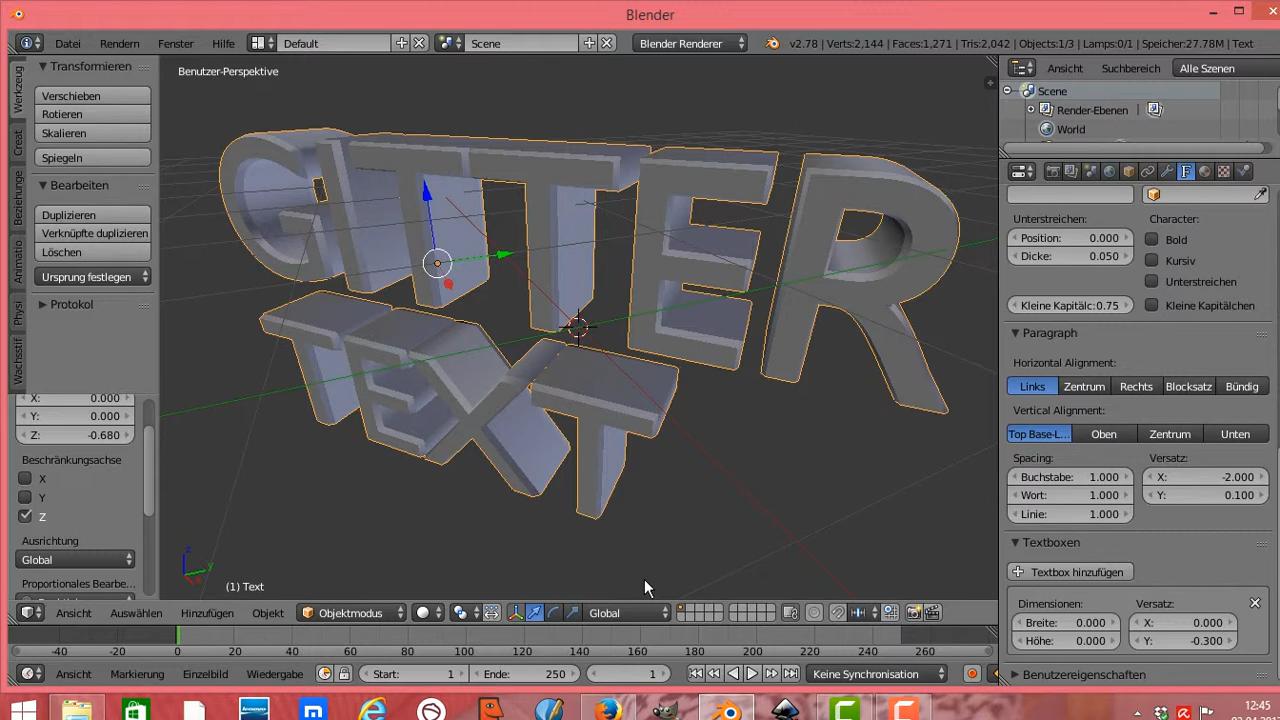 Blender
Datei Rendern Fenster Hilfe Default Scene Blender Renderer v2.78 | Verts:2,144 | Faces:1,271 | Tris:2,042 | Objects:1/3 | Lamps:0/1 | Speicher:27.78M | Text
Werkzeug
Creat
Beziehunge
Animatio
Physi
Wachsstif
Transformieren
Verschieben
Rotieren
Skalieren
Spiegeln
Bearbeiten
Duplizieren
Verknüpfte duplizieren
Löschen
Ursprung festlegen
Protokol
X: 0.000
Y: 0.000
Z: -0.680
Beschränkungsachse
X
Y
Z
Ausrichtung
Global
Proportionales Bearbe...
Benutzer-Perspektive
GITTER
TEXT
(1) Text
Ansicht Auswählen Hinzufügen Objekt Objektmodus Global
-40 -20 0 20 40 60 80 100 120 140 160 180 200 220 240 260
Ansicht Markierung Einzelbild Wiedergabe Start: 1 Ende: 250 1 Keine Synchronisation
Ansicht Suchbereich Alle Szenen
Scene
Render-Ebenen
World
Unterstreichen: Character:
Position: 0.000 Bold
Dicke: 0.050 Kursiv
Unterstreichen
Kleine Kapitälc: 0.75 Kleine Kapitälchen
Paragraph
Horizontal Alignment:
Links Zentrum Rechts Blocksatz Bündig
Vertical Alignment:
Top Base-L... Oben Zentrum Unten
Spacing: Versatz:
Buchstabe: 1.000 X: -2.000
Wort: 1.000 Y: 0.100
Linie: 1.000
Textboxen
Textbox hinzufügen
Dimensionen: Versatz:
Breite: 0.000 X: 0.000
Höhe: 0.000 Y: -0.300
Benutzereigenschaften
12:45